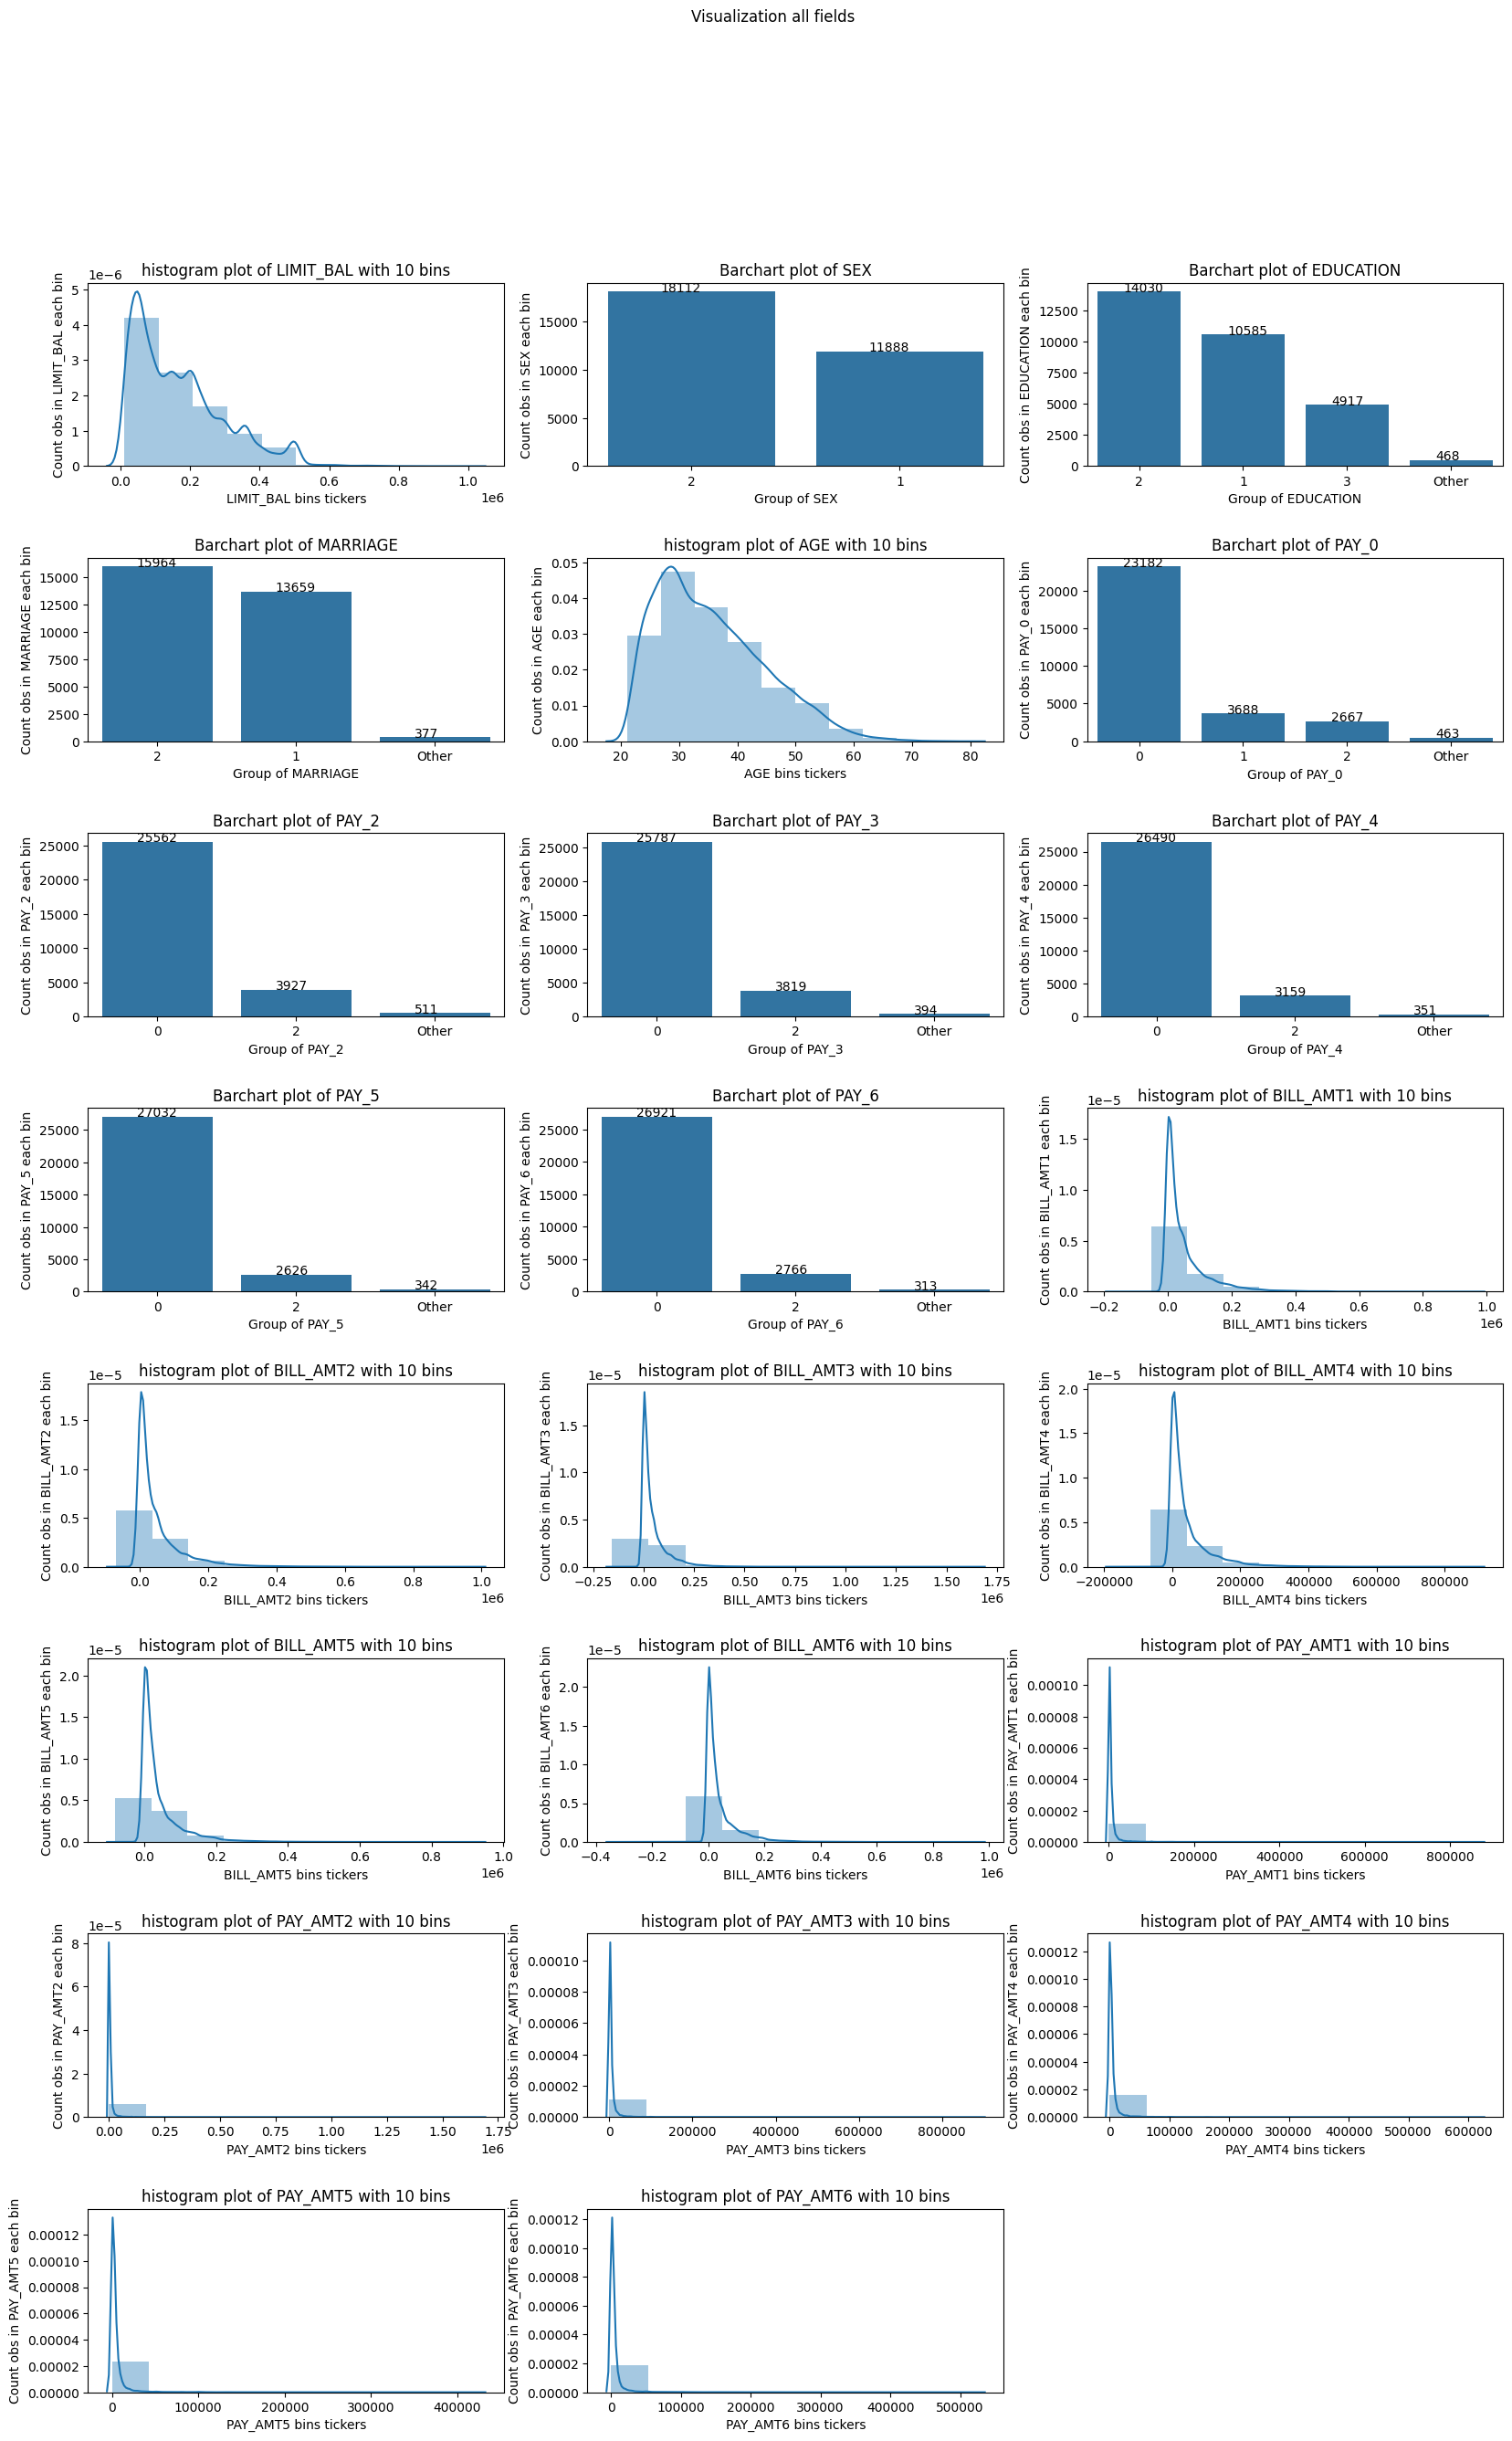 Visualization all fields
histogram plot of LIMIT_BAL with 10 bins
1e−6
Count obs in LIMIT_BAL each bin
5
4
3
2
1
0
0.0 0.2 0.4 0.6 0.8 1.0
1e6
LIMIT_BAL bins tickers
Barchart plot of SEX
Count obs in SEX each bin
15000
10000
5000
0
18112
11888
2 1
Group of SEX
Barchart plot of EDUCATION
Count obs in EDUCATION each bin
12500
10000
7500
5000
2500
0
14030
10585
4917
468
2 1 3 Other
Group of EDUCATION
Barchart plot of MARRIAGE
Count obs in MARRIAGE each bin
15000
12500
10000
7500
5000
2500
0
15964
13659
377
2 1 Other
Group of MARRIAGE
histogram plot of AGE with 10 bins
Count obs in AGE each bin
0.05
0.04
0.03
0.02
0.01
0.00
20 30 40 50 60 70 80
AGE bins tickers
Barchart plot of PAY_0
Count obs in PAY_0 each bin
20000
15000
10000
5000
0
23182
3688
2667
463
0 1 2 Other
Group of PAY_0
Barchart plot of PAY_2
Count obs in PAY_2 each bin
25000
20000
15000
10000
5000
0
25562
3927
511
0 2 Other
Group of PAY_2
Barchart plot of PAY_3
Count obs in PAY_3 each bin
25000
20000
15000
10000
5000
0
25787
3819
394
0 2 Other
Group of PAY_3
Barchart plot of PAY_4
Count obs in PAY_4 each bin
25000
20000
15000
10000
5000
0
26490
3159
351
0 2 Other
Group of PAY_4
Barchart plot of PAY_5
Count obs in PAY_5 each bin
25000
20000
15000
10000
5000
0
27032
2626
342
0 2 Other
Group of PAY_5
Barchart plot of PAY_6
Count obs in PAY_6 each bin
25000
20000
15000
10000
5000
0
26921
2766
313
0 2 Other
Group of PAY_6
histogram plot of BILL_AMT1 with 10 bins
1e−5
Count obs in BILL_AMT1 each bin
1.5
1.0
0.5
0.0
−0.2 0.0 0.2 0.4 0.6 0.8 1.0
1e6
BILL_AMT1 bins tickers
histogram plot of BILL_AMT2 with 10 bins
1e−5
Count obs in BILL_AMT2 each bin
1.5
1.0
0.5
0.0
0.0 0.2 0.4 0.6 0.8 1.0
1e6
BILL_AMT2 bins tickers
histogram plot of BILL_AMT3 with 10 bins
1e−5
Count obs in BILL_AMT3 each bin
1.5
1.0
0.5
0.0
−0.25 0.00 0.25 0.50 0.75 1.00 1.25 1.50 1.75
1e6
BILL_AMT3 bins tickers
histogram plot of BILL_AMT4 with 10 bins
1e−5
Count obs in BILL_AMT4 each bin
2.0
1.5
1.0
0.5
0.0
−200000 0 200000 400000 600000 800000
BILL_AMT4 bins tickers
histogram plot of BILL_AMT5 with 10 bins
1e−5
Count obs in BILL_AMT5 each bin
2.0
1.5
1.0
0.5
0.0
0.0 0.2 0.4 0.6 0.8 1.0
1e6
BILL_AMT5 bins tickers
histogram plot of BILL_AMT6 with 10 bins
1e−5
Count obs in BILL_AMT6 each bin
2.0
1.5
1.0
0.5
0.0
−0.4 −0.2 0.0 0.2 0.4 0.6 0.8 1.0
1e6
BILL_AMT6 bins tickers
histogram plot of PAY_AMT1 with 10 bins
Count obs in PAY_AMT1 each bin
0.00010
0.00008
0.00006
0.00004
0.00002
0.00000
0 200000 400000 600000 800000
PAY_AMT1 bins tickers
histogram plot of PAY_AMT2 with 10 bins
1e−5
Count obs in PAY_AMT2 each bin
8
6
4
2
0
0.00 0.25 0.50 0.75 1.00 1.25 1.50 1.75
1e6
PAY_AMT2 bins tickers
histogram plot of PAY_AMT3 with 10 bins
Count obs in PAY_AMT3 each bin
0.00010
0.00008
0.00006
0.00004
0.00002
0.00000
0 200000 400000 600000 800000
PAY_AMT3 bins tickers
histogram plot of PAY_AMT4 with 10 bins
Count obs in PAY_AMT4 each bin
0.00012
0.00010
0.00008
0.00006
0.00004
0.00002
0.00000
0 100000 200000 300000 400000 500000 600000
PAY_AMT4 bins tickers
histogram plot of PAY_AMT5 with 10 bins
Count obs in PAY_AMT5 each bin
0.00012
0.00010
0.00008
0.00006
0.00004
0.00002
0.00000
0 100000 200000 300000 400000
PAY_AMT5 bins tickers
histogram plot of PAY_AMT6 with 10 bins
Count obs in PAY_AMT6 each bin
0.00012
0.00010
0.00008
0.00006
0.00004
0.00002
0.00000
0 100000 200000 300000 400000 500000
PAY_AMT6 bins tickers